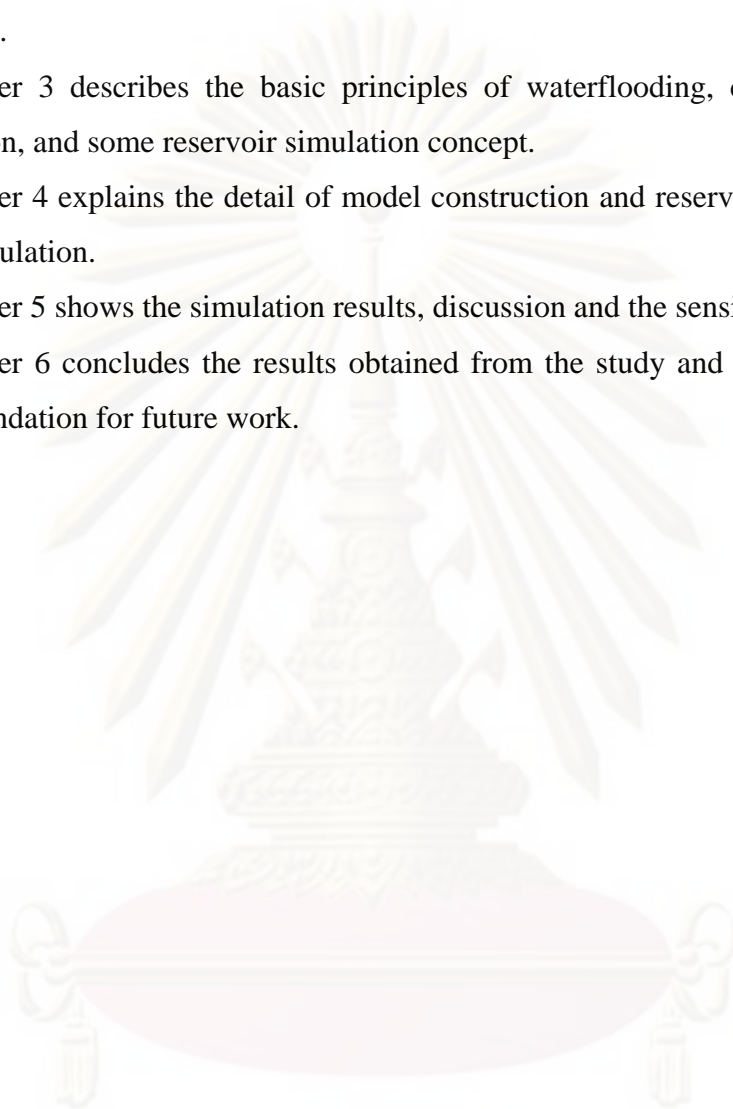 .
er 3 describes the basic principles of waterflooding,
n, and some reservoir simulation concept.
er 4 explains the detail of model construction and reserv
ulation.
er 5 shows the simulation results, discussion and the sensi
er 6 concludes the results obtained from the study and
ndation for future work.